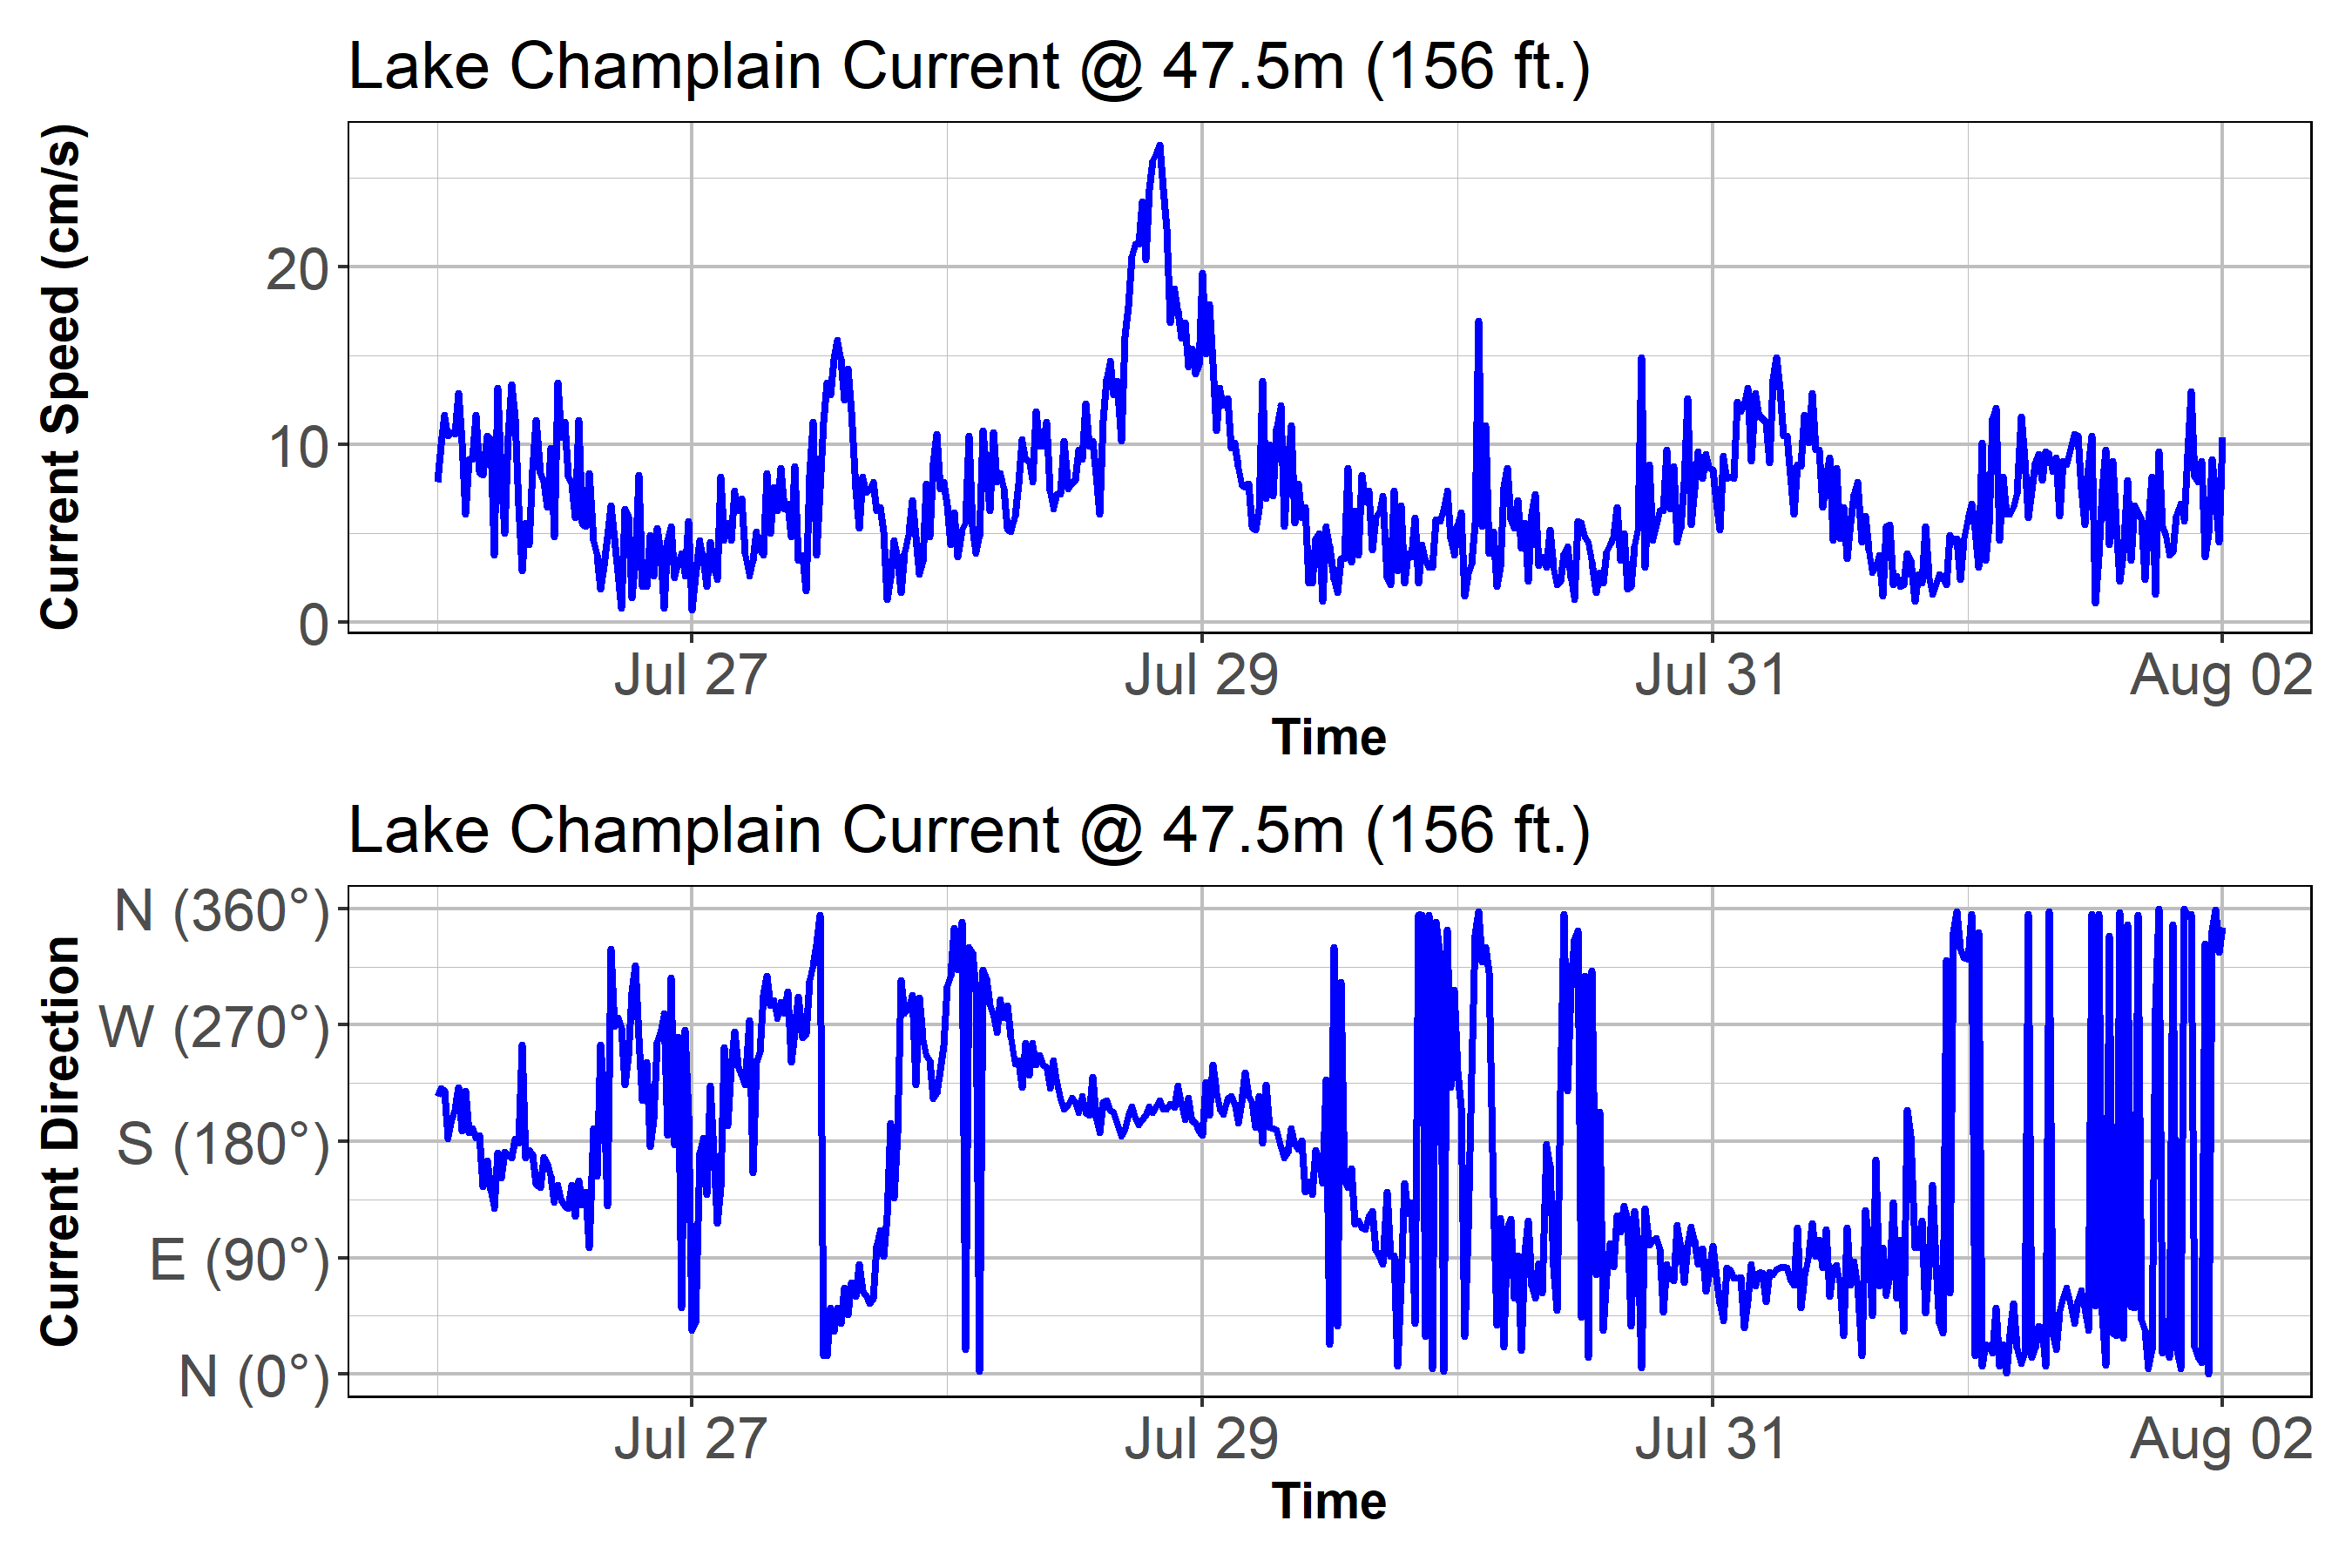 Lake Champlain Current @ 47.5m (156 ft.)
Current Speed (cm/s)
20
10
0
Jul 27 Jul 29 Jul 31 Aug 02
Time
Lake Champlain Current @ 47.5m (156 ft.)
Current Direction
N (360°)
W (270°)
S (180°)
E (90°)
N (0°)
Jul 27 Jul 29 Jul 31 Aug 02
Time